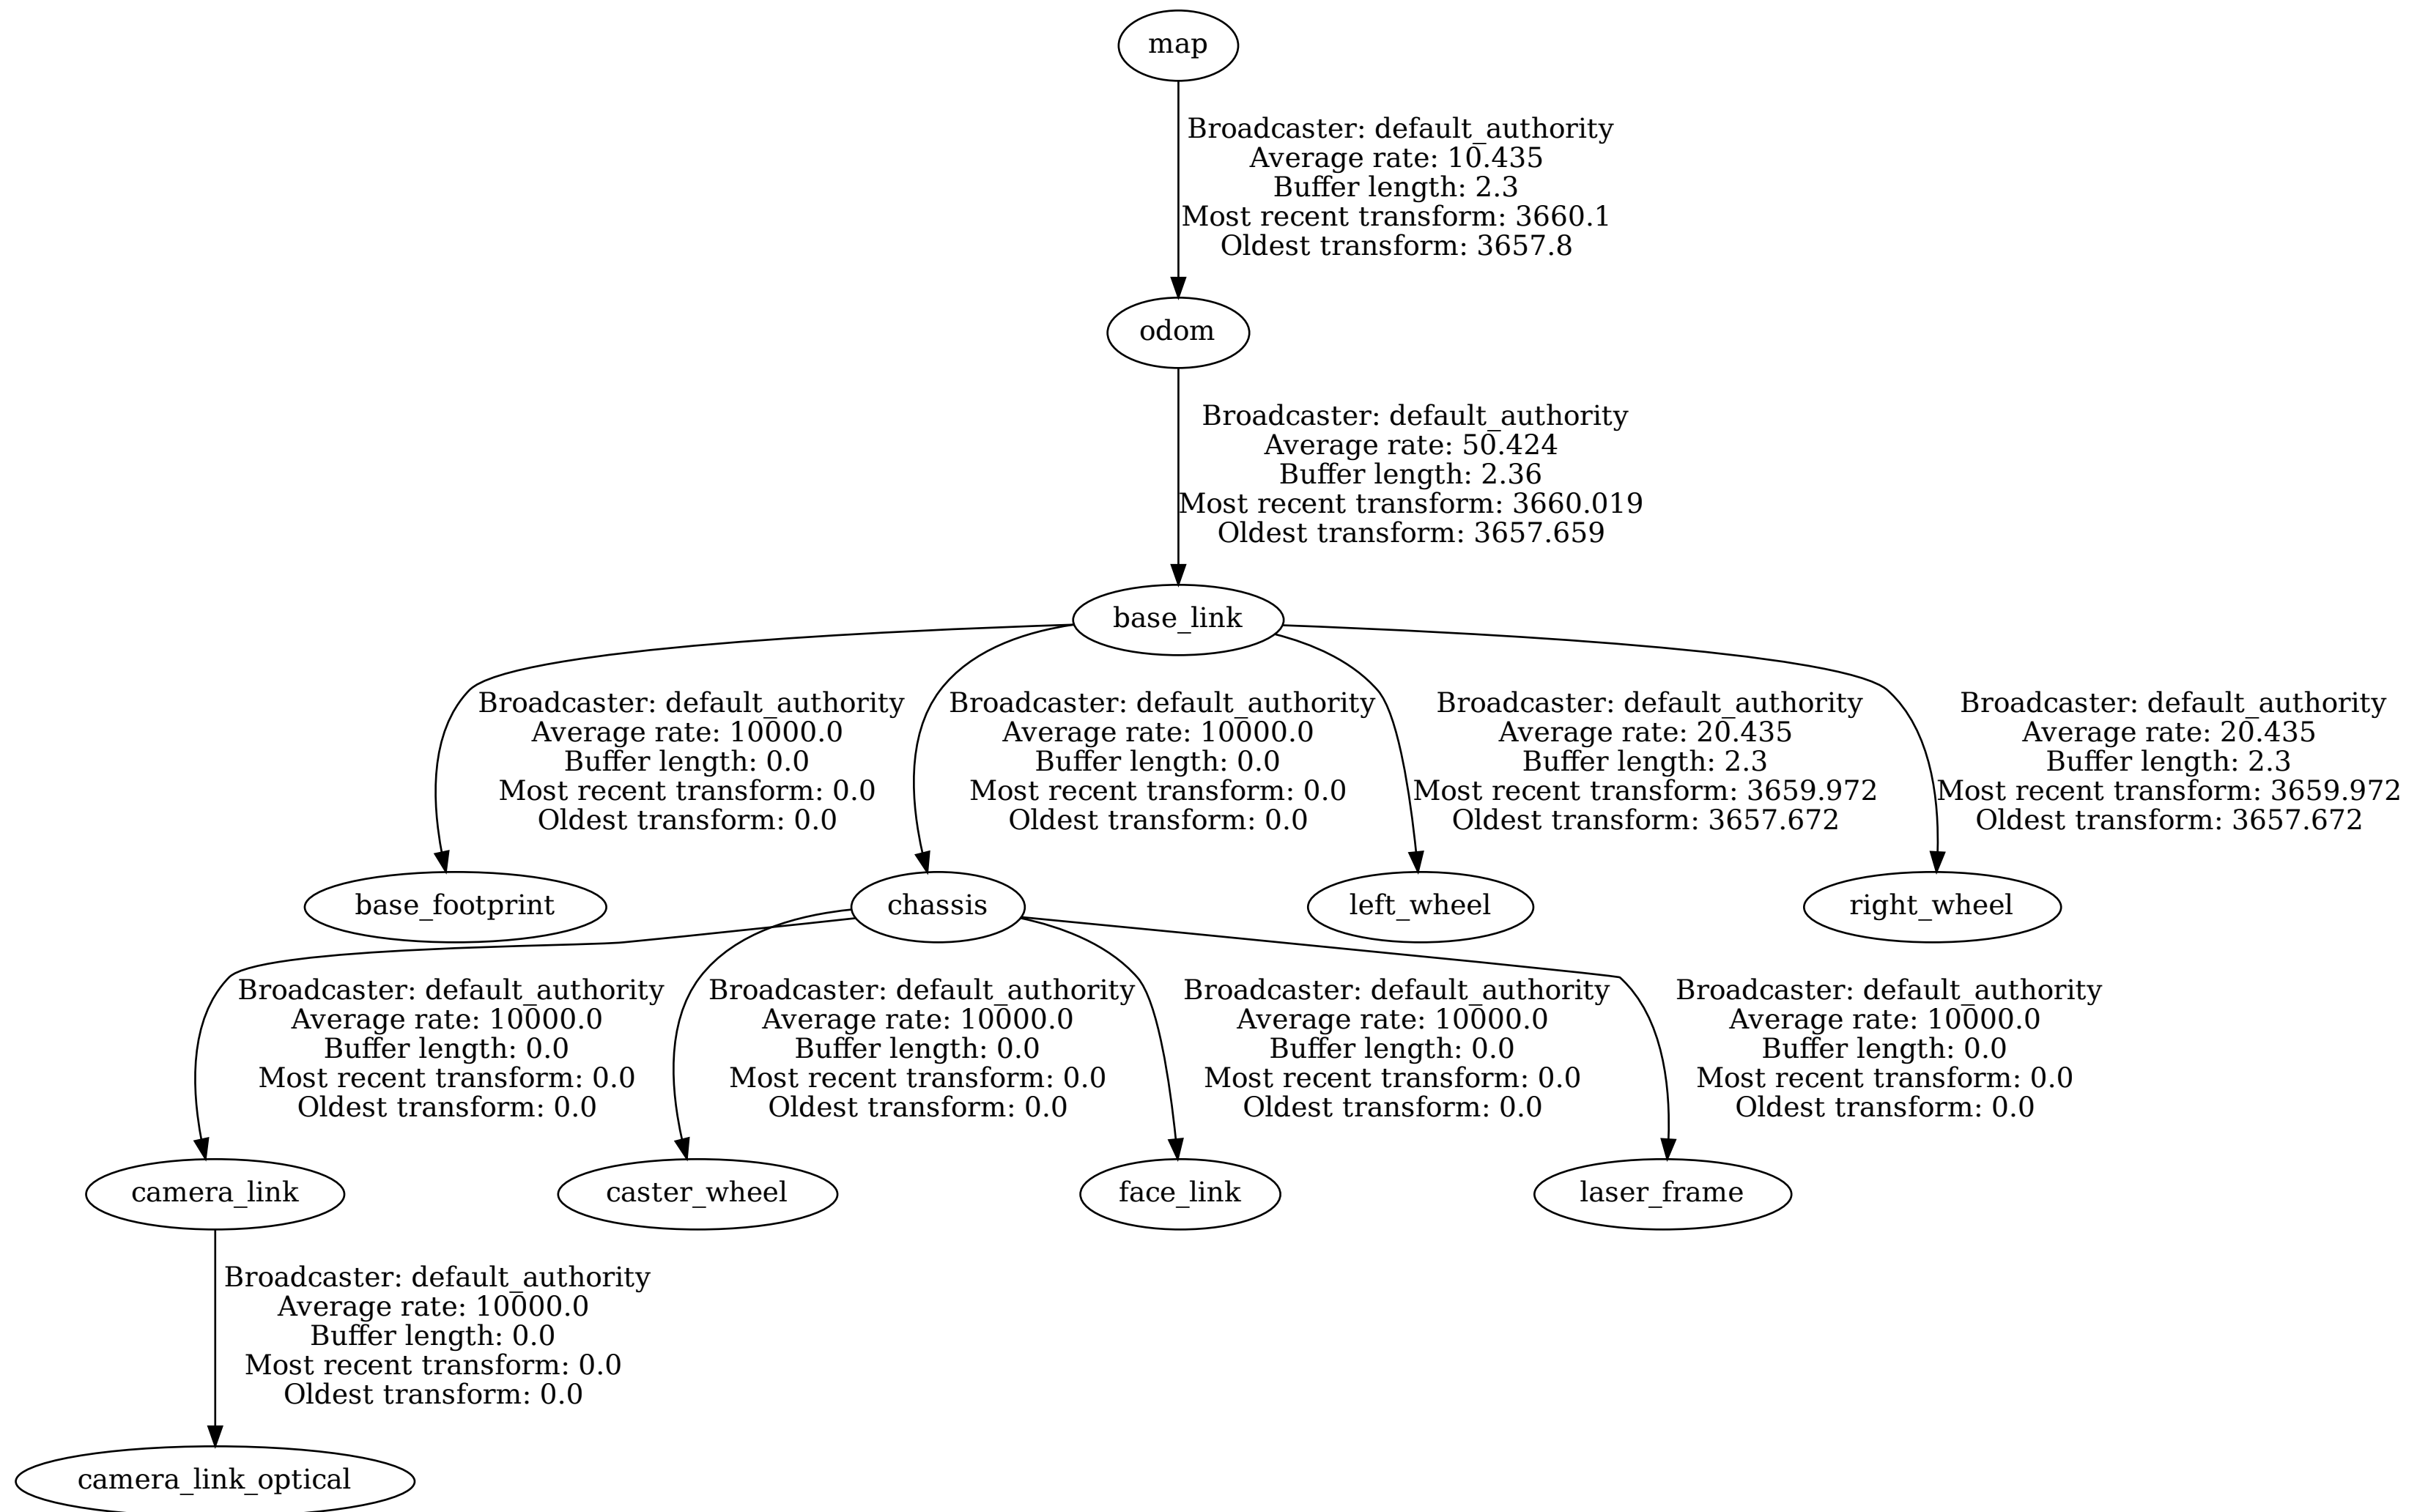 map
Broadcaster: default_authority
Average rate: 10.435
Buffer length: 2.3
Most recent transform: 3660.1
Oldest transform: 3657.8
odom
Broadcaster: default_authority
Average rate: 50.424
Buffer length: 2.36
Most recent transform: 3660.019
Oldest transform: 3657.659
base_link
Broadcaster: default_authority
Average rate: 10000.0
Buffer length: 0.0
Most recent transform: 0.0
Oldest transform: 0.0
Broadcaster: default_authority
Average rate: 10000.0
Buffer length: 0.0
Most recent transform: 0.0
Oldest transform: 0.0
Broadcaster: default_authority
Average rate: 20.435
Buffer length: 2.3
Most recent transform: 3659.972
Oldest transform: 3657.672
Broadcaster: default_authority
Average rate: 20.435
Buffer length: 2.3
Most recent transform: 3659.972
Oldest transform: 3657.672
base_footprint
chassis
left_wheel
right_wheel
Broadcaster: default_authority
Average rate: 10000.0
Buffer length: 0.0
Most recent transform: 0.0
Oldest transform: 0.0
Broadcaster: default_authority
Average rate: 10000.0
Buffer length: 0.0
Most recent transform: 0.0
Oldest transform: 0.0
Broadcaster: default_authority
Average rate: 10000.0
Buffer length: 0.0
Most recent transform: 0.0
Oldest transform: 0.0
Broadcaster: default_authority
Average rate: 10000.0
Buffer length: 0.0
Most recent transform: 0.0
Oldest transform: 0.0
camera_link
caster_wheel
face_link
laser_frame
Broadcaster: default_authority
Average rate: 10000.0
Buffer length: 0.0
Most recent transform: 0.0
Oldest transform: 0.0
camera_link_optical